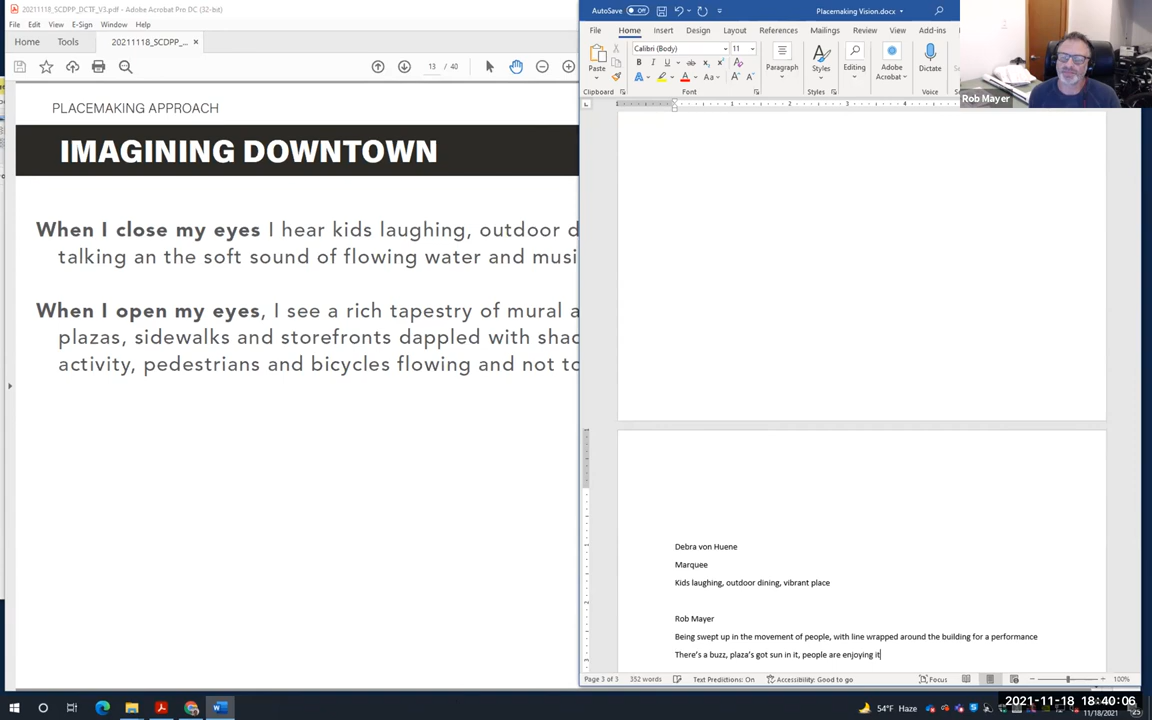 20211118_SCDPP_DCTF_V3.pdf - Adobe Acrobat Pro DC (32-bit)
File Edit View E-Sign Window Help
Home Tools 20211118_SCDPP_... ×
13 / 40
PLACEMAKING APPROACH
IMAGINING DOWNTOWN
When I close my eyes I hear kids laughing, outdoor d
talking an the soft sound of flowing water and musi
When I open my eyes, I see a rich tapestry of mural a
plazas, sidewalks and storefronts dappled with shad
activity, pedestrians and bicycles flowing and not to
AutoSave Off
Placemaking Vision.docx
File Home Insert Design Layout References Mailings Review View
Calibri (Body) 11
Paste
Paragraph
Styles
Editing
Adobe Acrobat
Dictate
Clipboard Font Styles Adobe Acrobat Voice
Rob Mayer
Debra von Huene
Marquee
Kids laughing, outdoor dining, vibrant place
Rob Mayer
Being swept up in the movement of people, with line wrapped around the building for a performance
There's a buzz, plaza's got sun in it, people are enjoying it
Page 3 of 3 352 words Text Predictions: On Accessibility: Good to go Focus 100%
54°F Haze
2021-11-18 18:40:06
11/18/2021